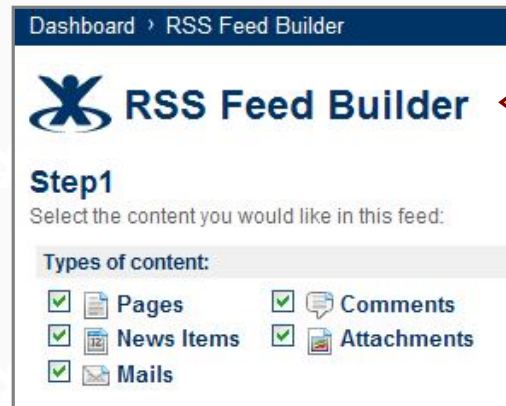 Dashboard › RSS Feed Builder
RSS Feed Builder
Step1
Select the content you would like in this feed:
Types of content:
Pages Comments
12 News Items Attachments
Mails